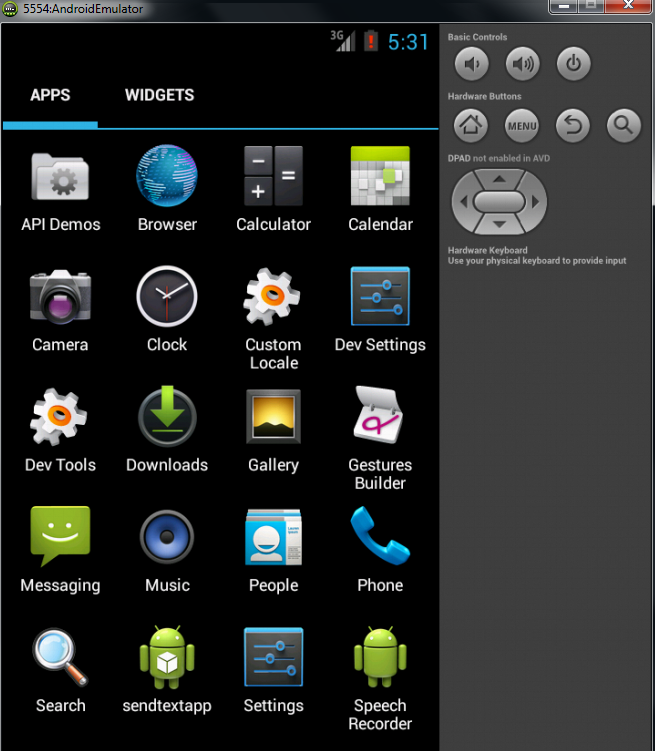 5554:AndroidEmulator
3G 5:31
APPS WIDGETS
API Demos Browser Calculator Calendar
Camera Clock Custom Locale Dev Settings
Dev Tools Downloads Gallery Gestures Builder
Messaging Music People Phone
Search sendtextapp Settings Speech Recorder
Basic Controls
Hardware Buttons
MENU
DPAD not enabled in AVD
Hardware Keyboard
Use your physical keyboard to provide input